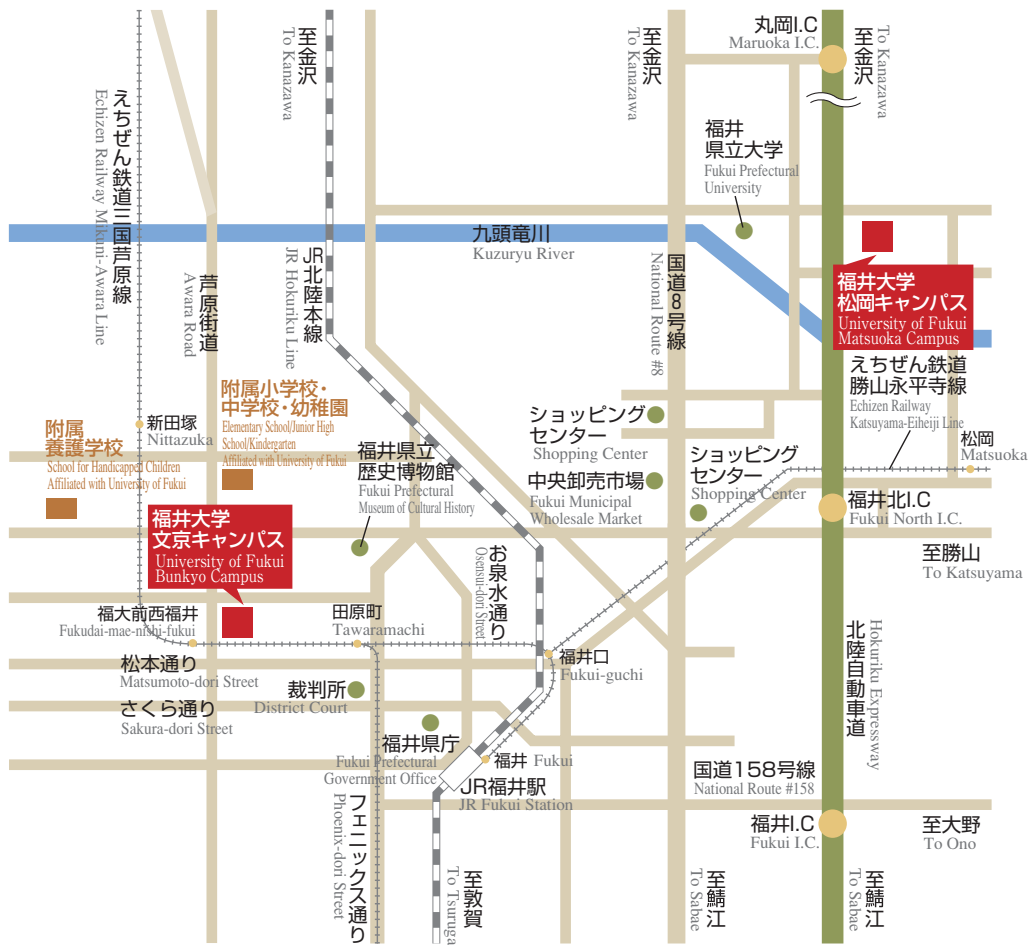 丸岡I.C
Maruoka I.C.
至金沢
To Kanazawa
至金沢
To Kanazawa
至金沢
To Kanazawa
えちぜん鉄道三国芦原線
Echizen Railway Mikuni-Awara Line
福井
県立大学
Fukui Prefectural
University
九頭竜川
Kuzuryu River
JR北陸本線
JR Hokuriku Line
芦原街道
Awara Road
国道8号線
National Route #8
福井大学
松岡キャンパス
University of Fukui
Matsuoka Campus
えちぜん鉄道
勝山永平寺線
Echizen Railway
Katsuyama-Eiheiji Line
松岡
Matsuoka
附属小学校・
中学校・幼稚園
Elementary School/Junior High
School/Kindergarten
Affiliated with University of Fukui
新田塚
Nittazuka
附属
養護学校
School for Handicapped Children
Affiliated with University of Fukui
福井県立
歴史博物館
Fukui Prefectural
Museum of Cultural History
ショッピング
センター
Shopping Center
ショッピング
センター
Shopping Center
中央卸売市場
Fukui Municipal
Wholesale Market
福井北I.C
Fukui North I.C.
至勝山
To Katsuyama
福井大学
文京キャンパス
University of Fukui
Bunkyo Campus
お泉水通り
Osensui-dori Street
福大前西福井
Fukudai-mae-nishi-fukui
田原町
Tawaramachi
福井口
Fukui-guchi
北陸自動車道
Hokuriku Expressway
松本通り
Matsumoto-dori Street
裁判所
District Court
さくら通り
Sakura-dori Street
福井県庁
Fukui Prefectural
Government Office
福井 Fukui
JR福井駅
JR Fukui Station
国道158号線
National Route #158
福井I.C
Fukui I.C.
至大野
To Ono
フェニックス通り
Phoenix-dori Street
至敦賀
To Tsuruga
至鯖江
To Sabae
至鯖江
To Sabae